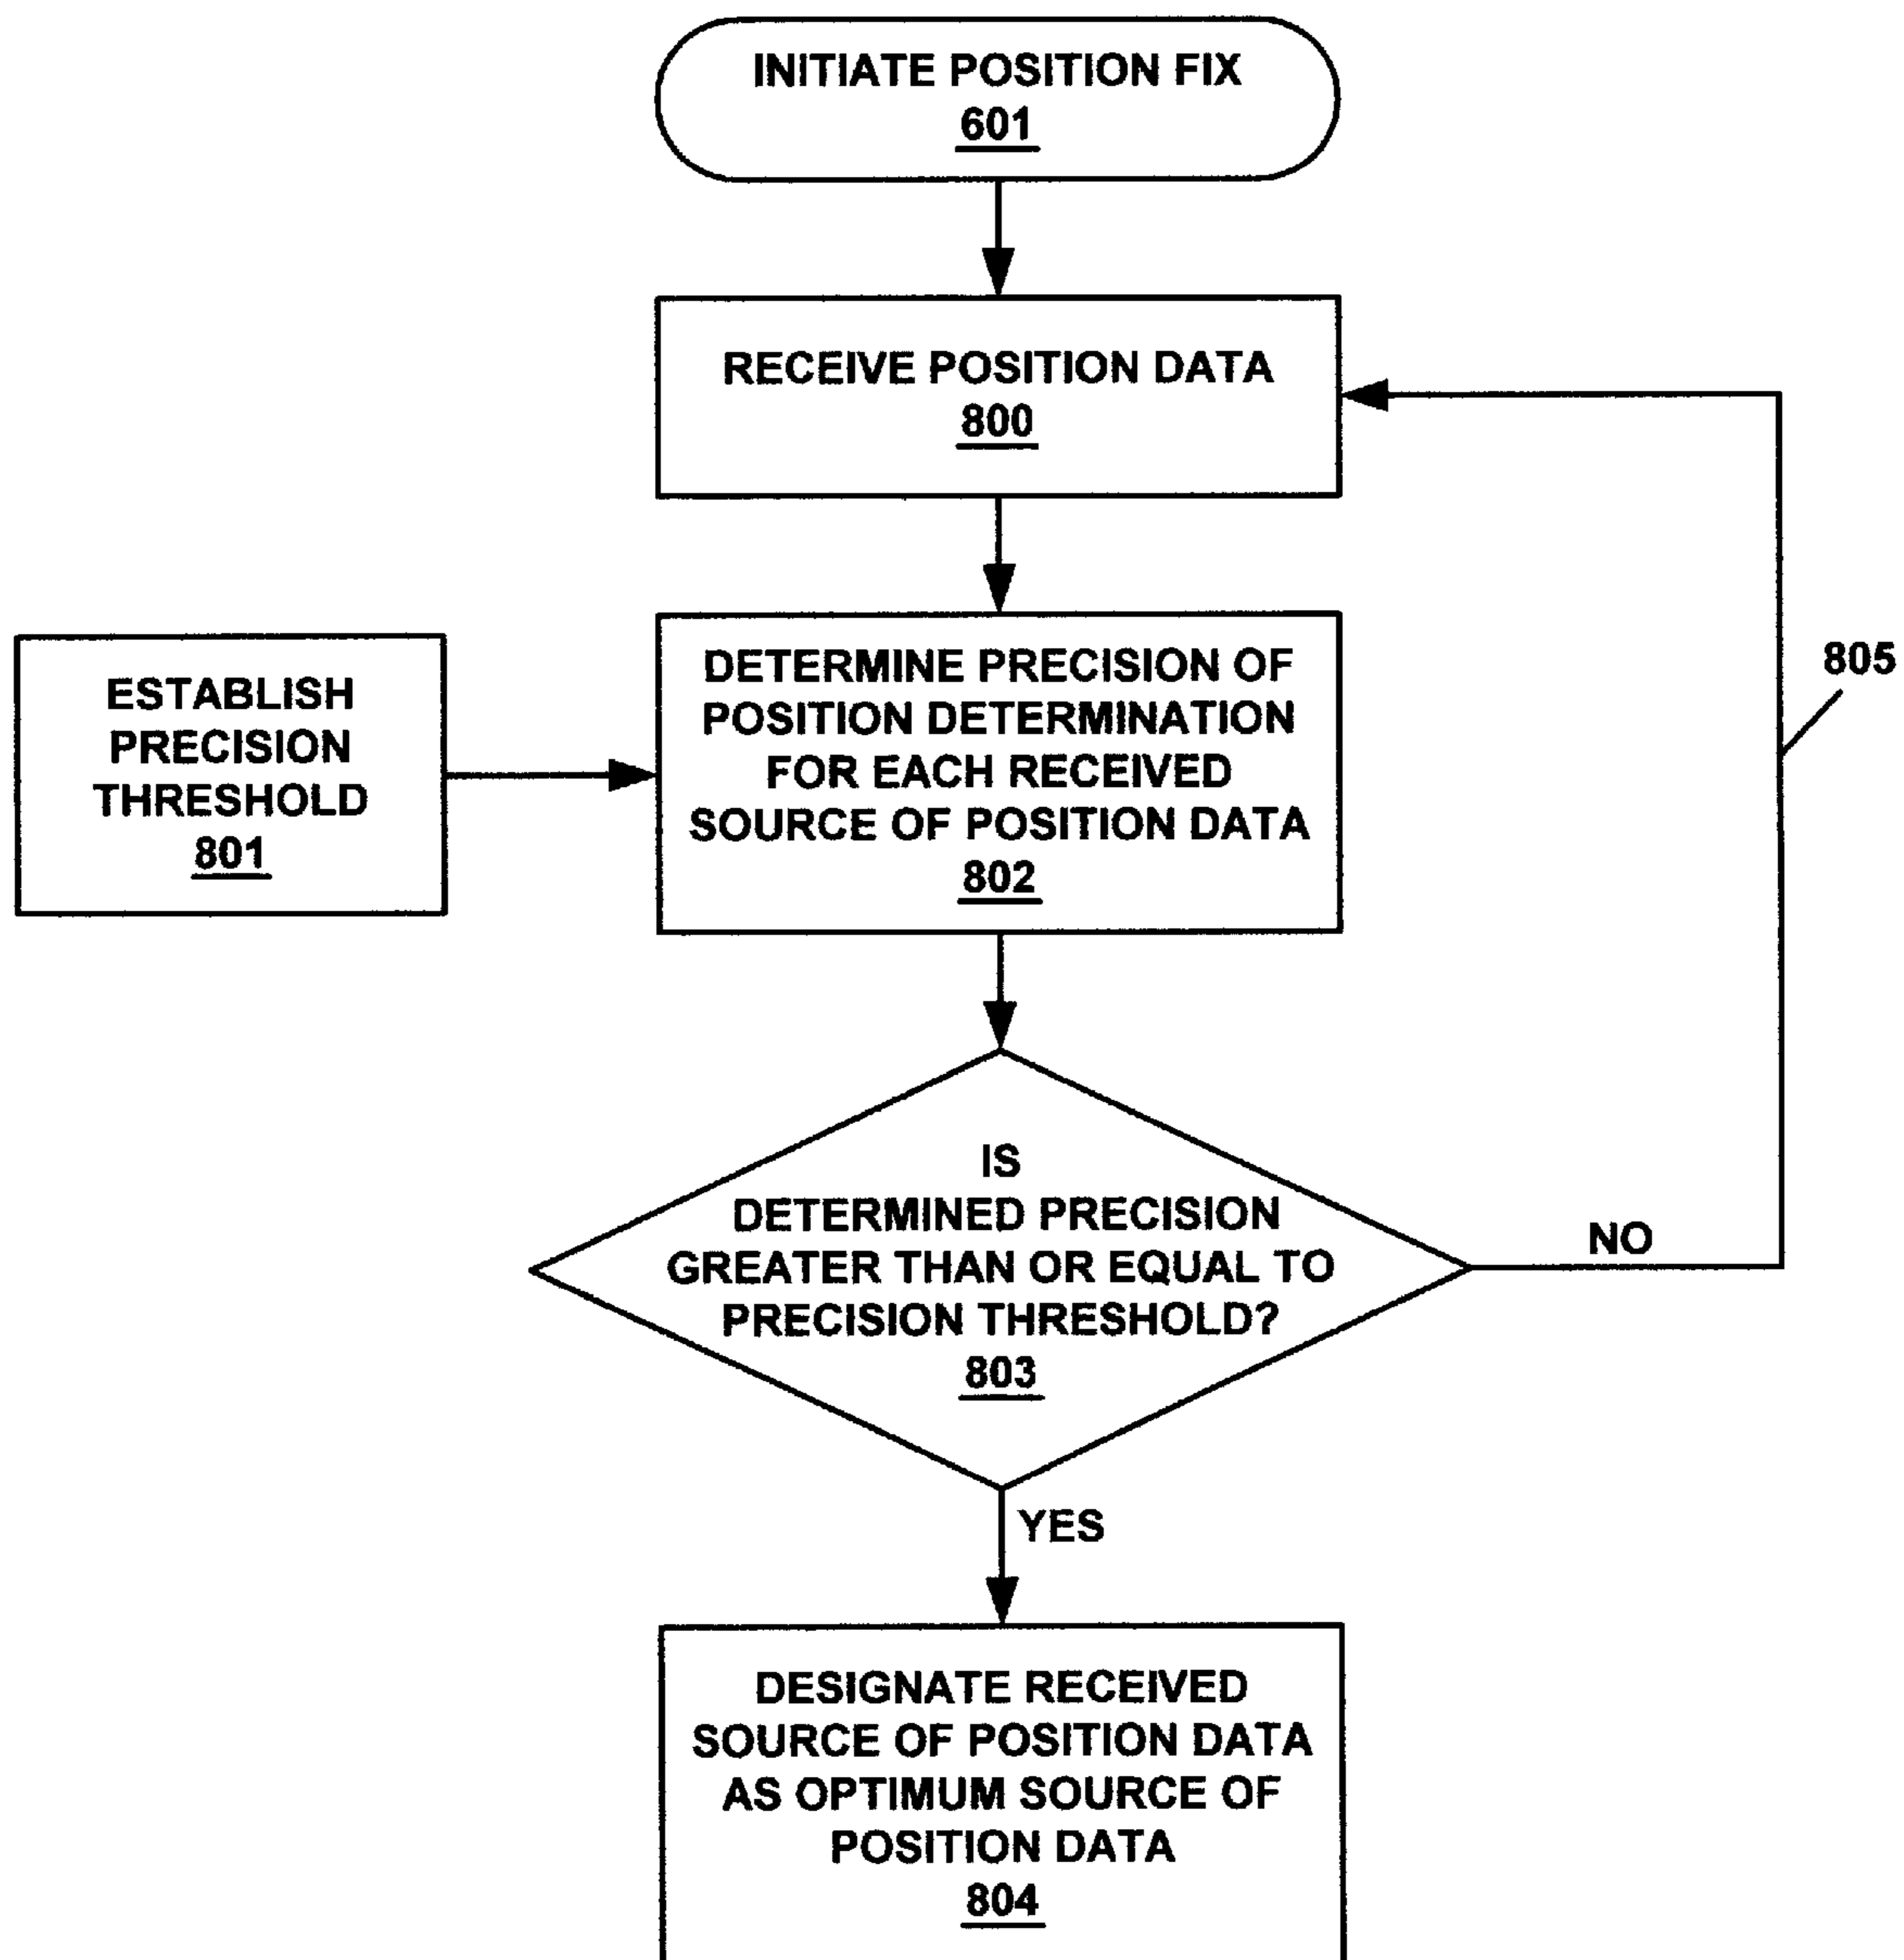 INITIATE POSITION FIX
601
RECEIVE POSITION DATA
800
ESTABLISH
PRECISION
THRESHOLD
801
DETERMINE PRECISION OF
POSITION DETERMINATION
FOR EACH RECEIVED
SOURCE OF POSITION DATA
802
805
IS
DETERMINED PRECISION
GREATER THAN OR EQUAL TO
PRECISION THRESHOLD?
803
NO
YES
DESIGNATE RECEIVED
SOURCE OF POSITION DATA
AS OPTIMUM SOURCE OF
POSITION DATA
804